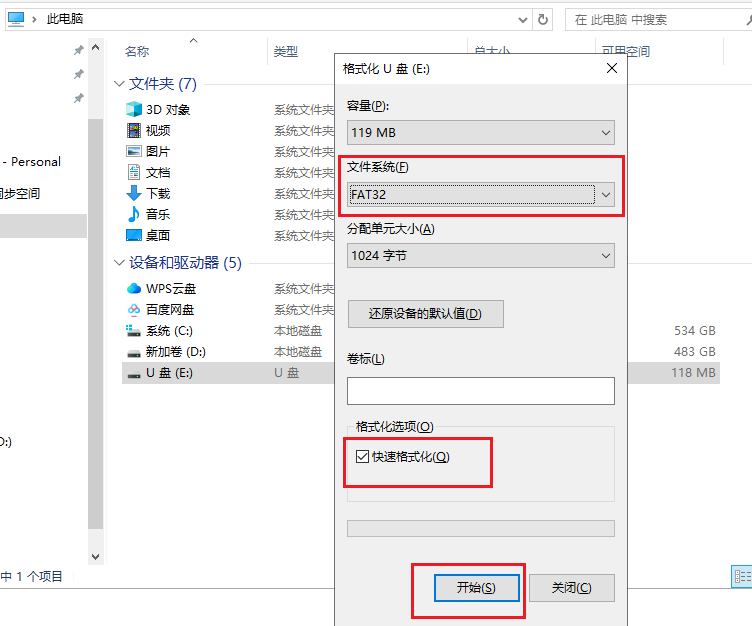 此电脑
在 此电脑 中搜索
名称
类型
总大小
可用空间
- Personal
同步空间
中 1 个项目
文件夹 (7)
3D 对象
系统文件夹
视频
系统文件夹
图片
系统文件夹
文档
系统文件夹
下载
系统文件夹
音乐
系统文件夹
桌面
系统文件夹
设备和驱动器 (5)
WPS云盘
系统文件夹
百度网盘
系统文件夹
系统 (C:)
本地磁盘
534 GB
新加卷 (D:)
本地磁盘
483 GB
U 盘 (E:)
U 盘
118 MB
格式化 U 盘 (E:)
容量(P):
119 MB
文件系统(F)
FAT32
分配单元大小(A)
1024 字节
还原设备的默认值(D)
卷标(L)
格式化选项(O)
快速格式化(Q)
开始(S)
关闭(C)